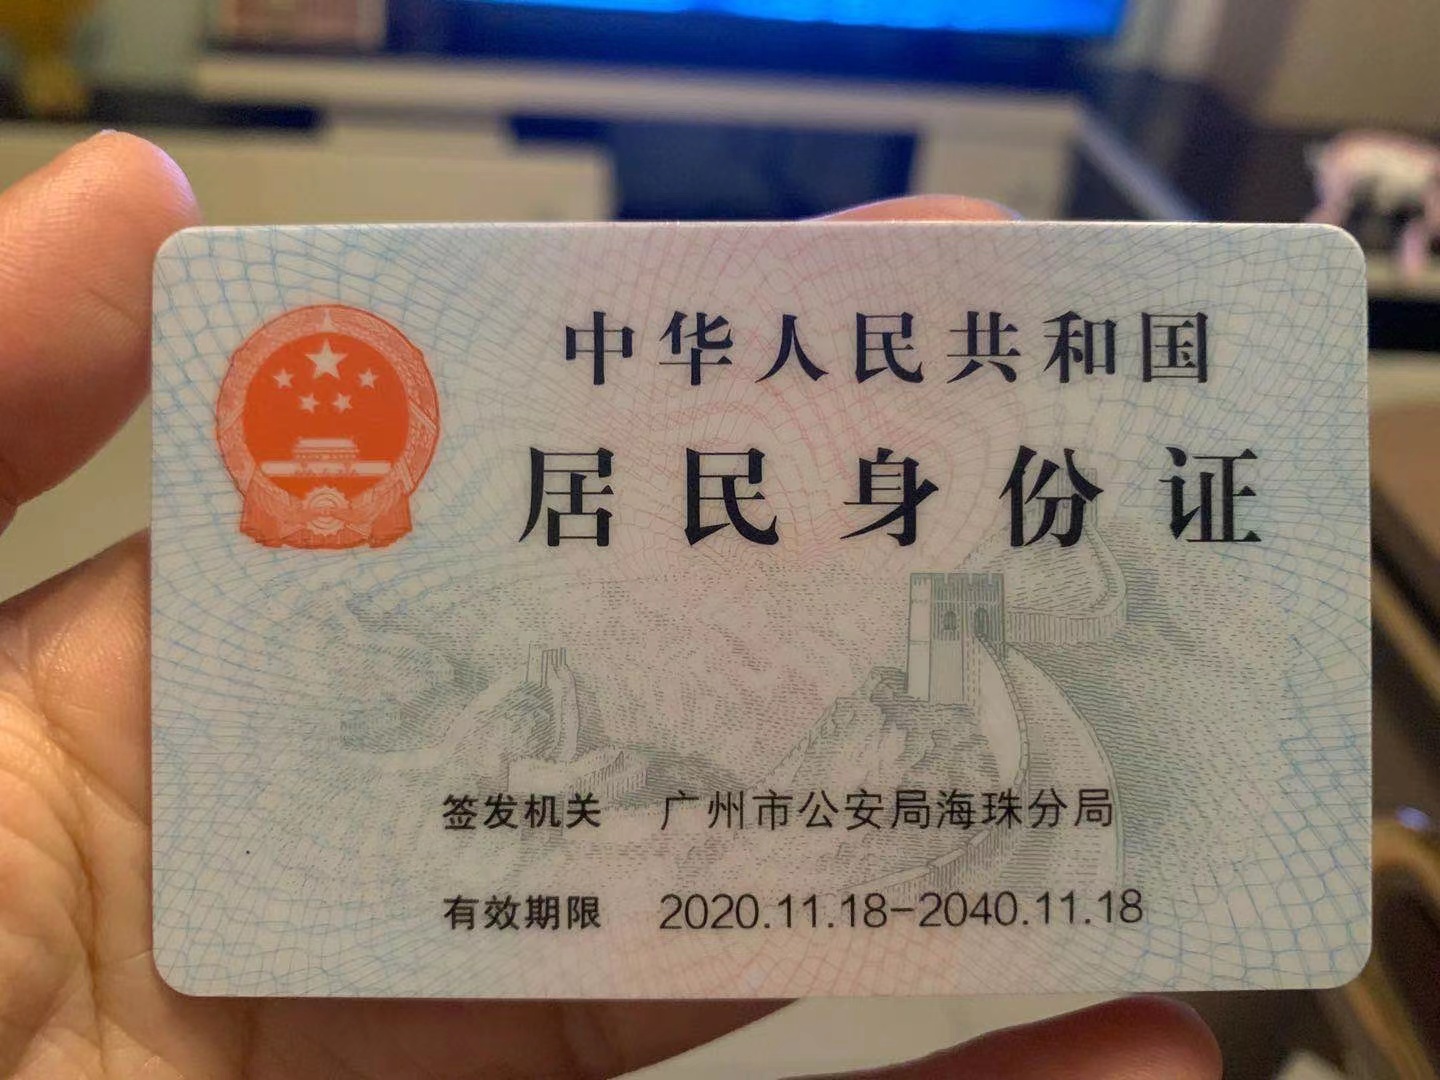 中华人民共和国
居民身份证
签发机关 广州市公安局海珠分局
有效期限 2020.11.18-2040.11.18